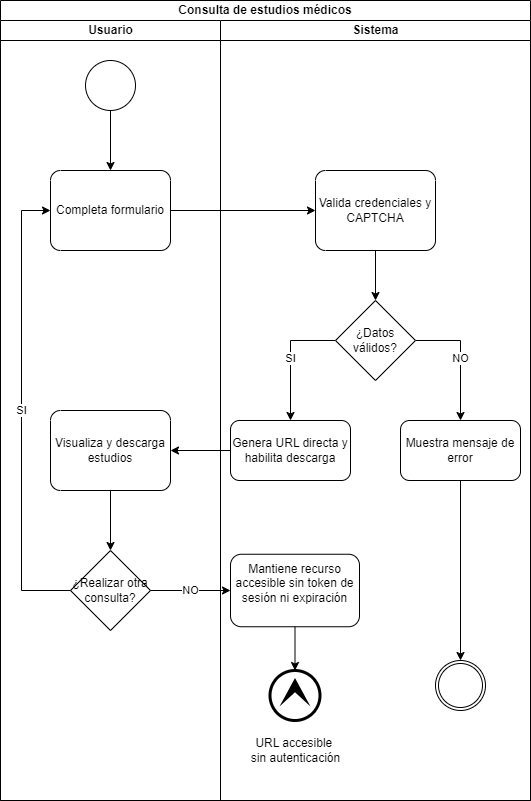 Consulta de estudios médicos
Usuario
Sistema
Completa formulario
Valida credenciales y
CAPTCHA
¿Datos
válidos?
SI
NO
SI
Visualiza y descarga
estudios
Genera URL directa y
habilita descarga
Muestra mensaje de
error
¿Realizar otra
consulta?
NO
Mantiene recurso
accesible sin token de
sesión ni expiración
URL accesible
sin autenticación